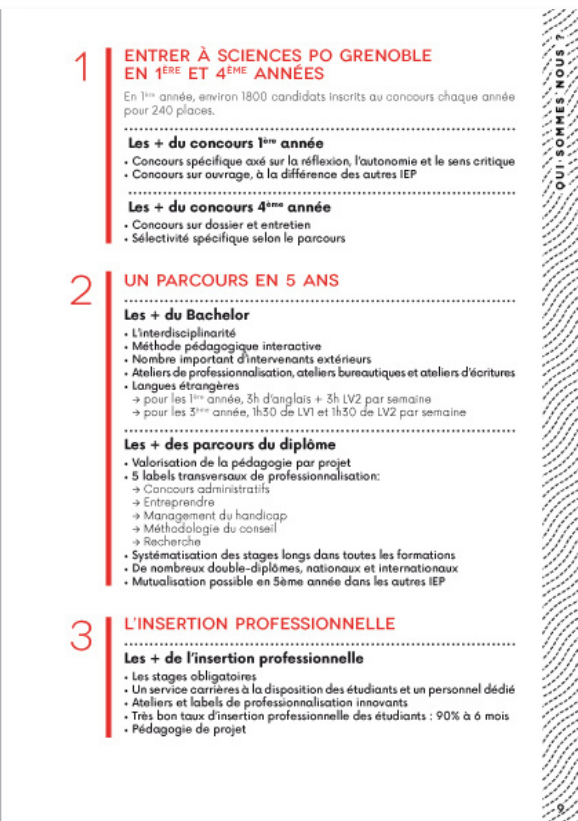 1
ENTRER À SCIENCES PO GRENOBLE
EN 1ÈRE ET 4ÈME ANNÉES
En 1ère année, environ 1800 candidats inscrits au concours chaque année
pour 240 places.
Les + du concours 1ère année
• Concours spécifique axé sur la réflexion, l'autonomie et le sens critique
• Concours sur ouvrage, à la différence des autres IEP
Les + du concours 4ème année
• Concours sur dossier et entretien
• Sélectivité spécifique selon le parcours
2
UN PARCOURS EN 5 ANS
Les + du Bachelor
• L'interdisciplinarité
• Méthode pédagogique interactive
• Nombre important d'intervenants extérieurs
• Ateliers de professionnalisation, ateliers bureautiques et ateliers d'écritures
• Langues étrangères
→ pour les 1ère année, 3h d'anglais + 3h LV2 par semaine
→ pour les 3ème année, 1h30 de LV1 et 1h30 de LV2 par semaine
Les + des parcours du diplôme
• Valorisation de la pédagogie par projet
• 5 labels transversaux de professionnalisation:
→ Concours administratifs
→ Entreprendre
→ Management du handicap
→ Méthodologie du conseil
→ Recherche
• Systématisation des stages longs dans toutes les formations
• De nombreux double-diplômes, nationaux et internationaux
• Mutualisation possible en 5ème année dans les autres IEP
3
L'INSERTION PROFESSIONNELLE
Les + de l'insertion professionnelle
• Les stages obligatoires
• Un service carrières à la disposition des étudiants et un personnel dédié
• Ateliers et labels de professionnalisation innovants
• Très bon taux d'insertion professionnelle des étudiants : 90% à 6 mois
• Pédagogie de projet
QUI SOMMES NOUS ?
9